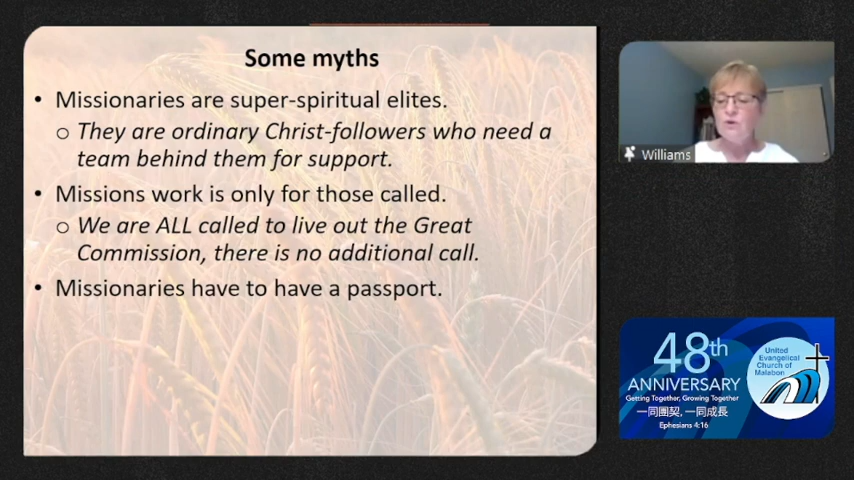 Some myths
• Missionaries are super-spiritual elites.
o They are ordinary Christ-followers who need a
team behind them for support.
• Missions work is only for those called.
o We are ALL called to live out the Great
Commission, there is no additional call.
• Missionaries have to have a passport.
Williams
48th
ANNIVERSARY
Getting Together, Growing Together
一同團契, 一同成長
Ephesians 4:16
United
Evangelical
Church of
Malabon